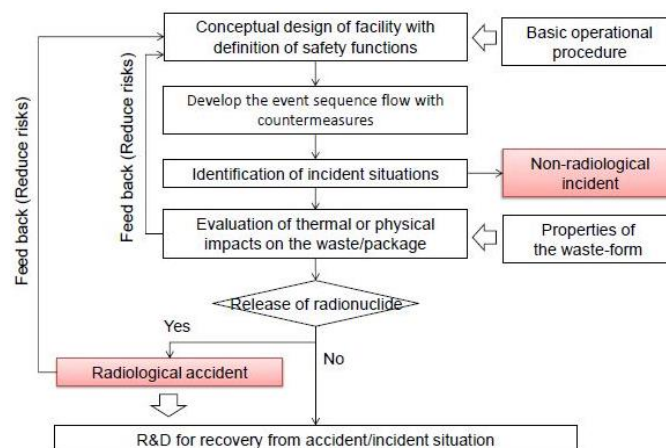 Conceptual design of facility with
definition of safety functions
Basic operational
procedure
Feed back (Reduce risks)
Feed back (Reduce risks)
Develop the event sequence flow with
countermeasures
Identification of incident situations
Non-radiological
incident
Evaluation of thermal or physical
impacts on the waste/package
Properties of
the waste-form
Release of radionuclide
Yes
No
Radiological accident
R&D for recovery from accident/incident situation